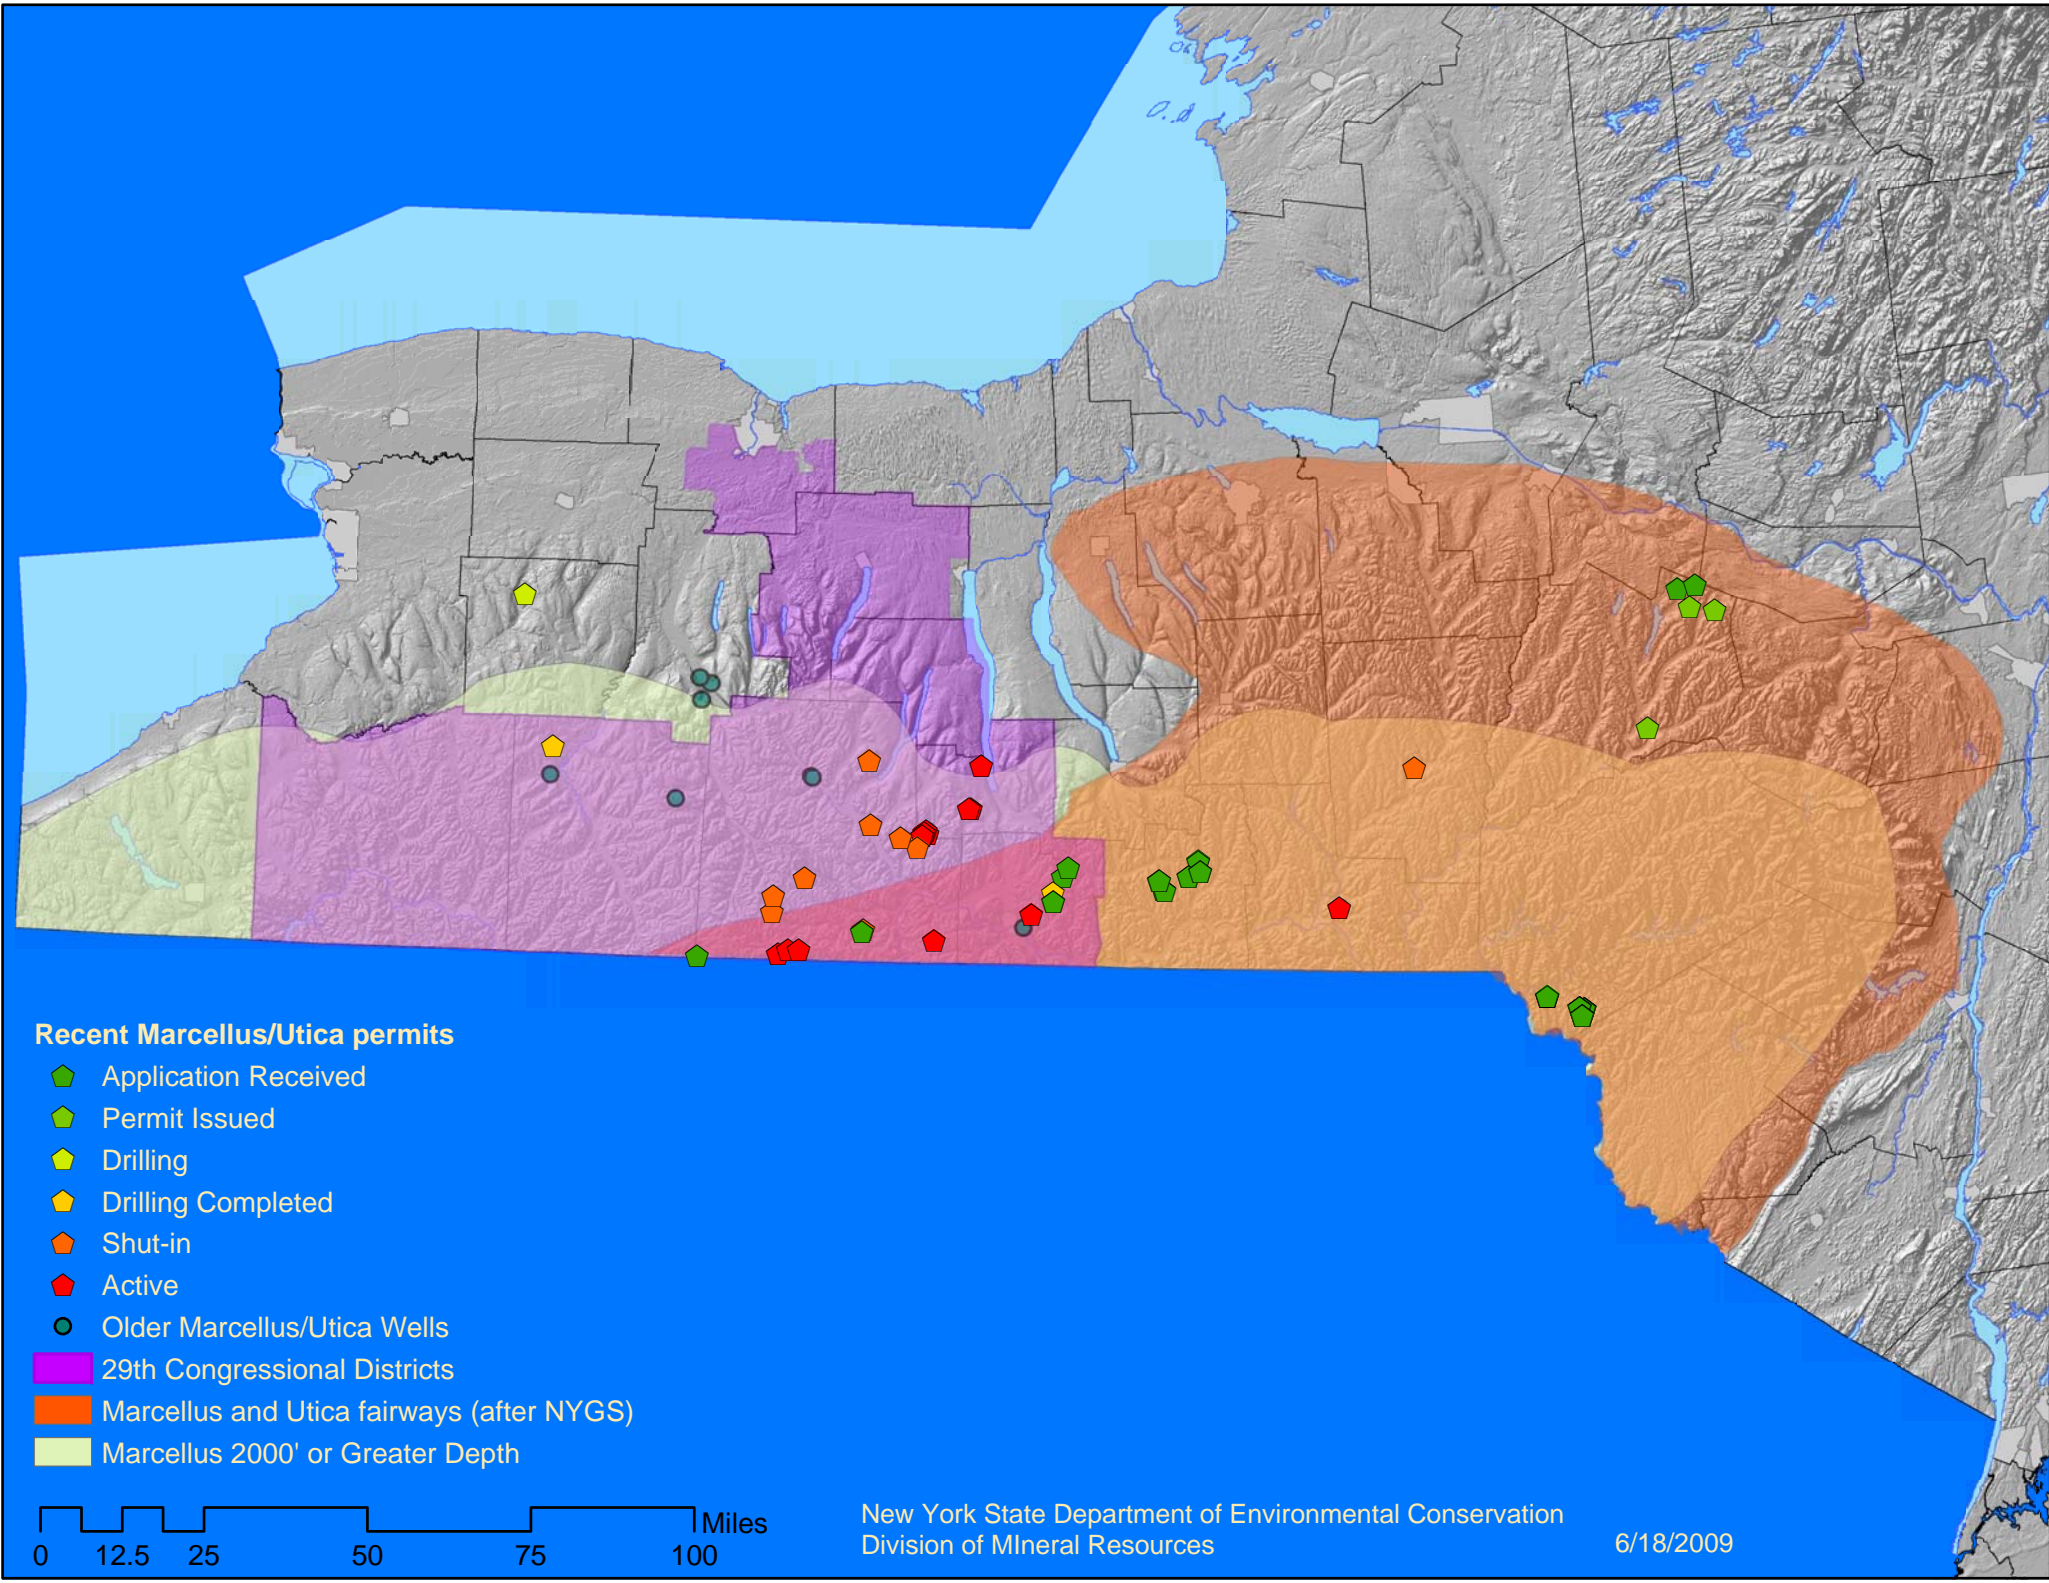 Recent Marcellus/Utica permits
Application Received
Permit Issued
Drilling
Drilling Completed
Shut-in
Active
Older Marcellus/Utica Wells
29th Congressional Districts
Marcellus and Utica fairways (after NYGS)
Marcellus 2000' or Greater Depth
Miles
0 12.5 25 50 75 100
New York State Department of Environmental Conservation
Division of MIneral Resources
6/18/2009